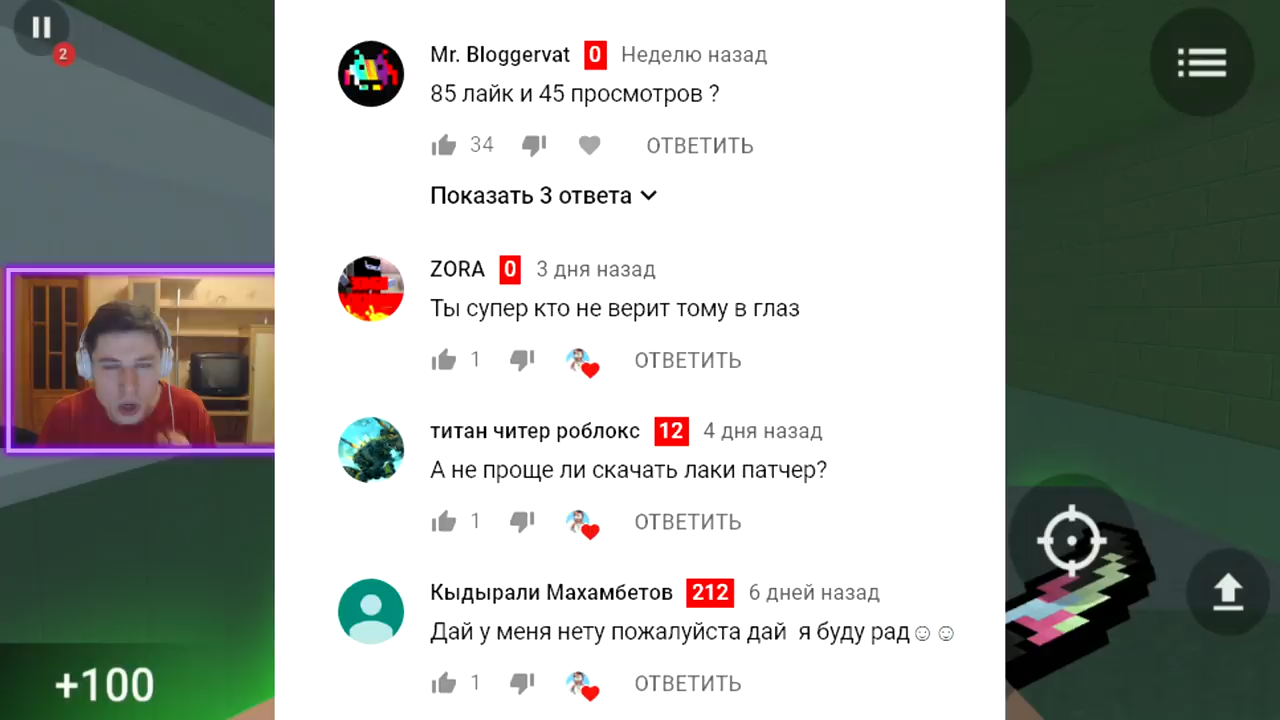 2
Mr. Bloggervat 0 Неделю назад
85 лайк и 45 просмотров ?
34 ОТВЕТИТЬ
Показать 3 ответа
ZORA 0 3 дня назад
Ты супер кто не верит тому в глаз
1 ОТВЕТИТЬ
титан читер роблокс 12 4 дня назад
А не проще ли скачать лаки патчер?
1 ОТВЕТИТЬ
Кыдырали Махамбетов 212 6 дней назад
Дай у меня нету пожалуйста дай я буду рад☺☺
1 ОТВЕТИТЬ
+100